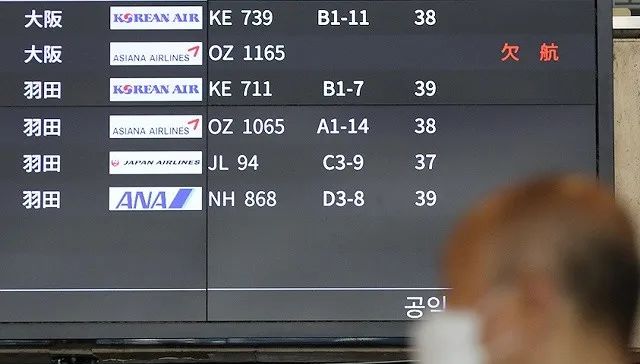 大阪 KOREAN AIR KE 739 B1-11 38
大阪 ASIANA AIRLINES OZ 1165 欠 航
羽田 KOREAN AIR KE 711 B1-7 39
羽田 ASIANA AIRLINES OZ 1065 A1-14 38
羽田 JAPAN AIRLINES JL 94 C3-9 37
羽田 ANA NH 868 D3-8 39